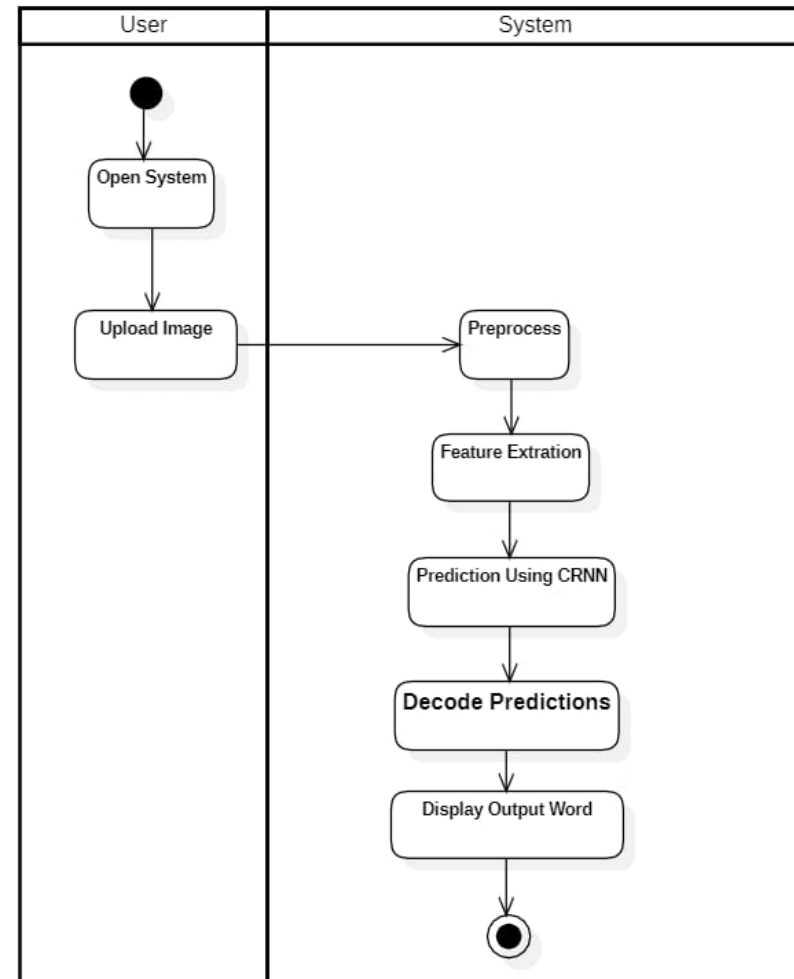 User
System
Open System
Upload Image
Preprocess
Feature Extration
Prediction Using CRNN
Decode Predictions
Display Output Word